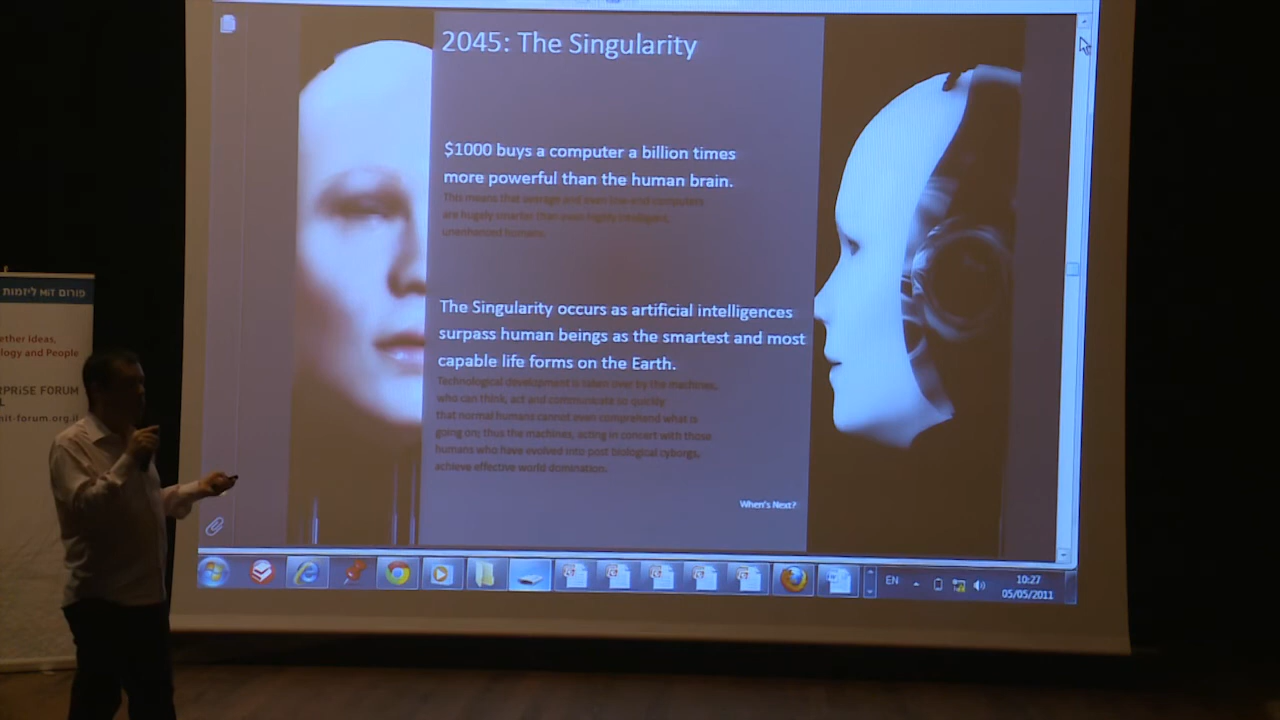 2045: The Singularity
$1000 buys a computer a billion times
more powerful than the human brain.
This means that average and even low-end computers
are hugely smarter than even highly intelligent,
unenhanced humans.
The Singularity occurs as artificial intelligences
surpass human beings as the smartest and most
capable life forms on the Earth.
Technological development is taken over by the machines,
who can think, act and communicate so quickly
that normal humans cannot even comprehend what is
going on; thus the machines, acting in concert with those
humans who have evolved into post biological cyborgs,
achieve effective world domination.
When's Next?
EN
10:27
05/05/2011
פורום MIT ליזמות
ether Ideas,
logy and People
RPRISE FORUM
L
mit-forum.org.il